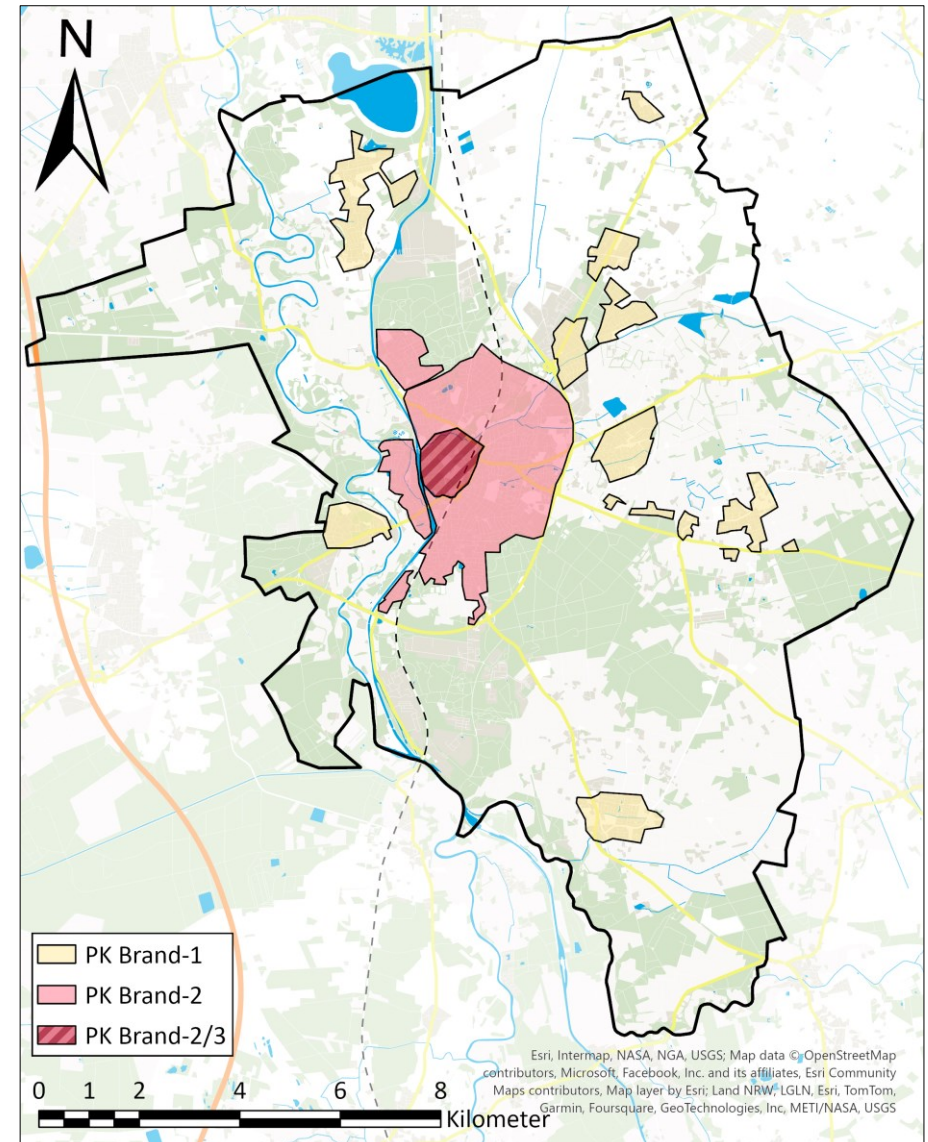 N
PK Brand-1
PK Brand-2
PK Brand-2/3
Esri, Intermap, NASA, NGA, USGS; Map data © OpenStreetMap
contributors, Microsoft, Facebook, Inc. and its affiliates, Esri Community
Maps contributors, Map layer by Esri; Land NRW, LGLN, Esri, TomTom,
Garmin, Foursquare, GeoTechnologies, Inc, METI/NASA, USGS
0 1 2 4 6 8
Kilometer